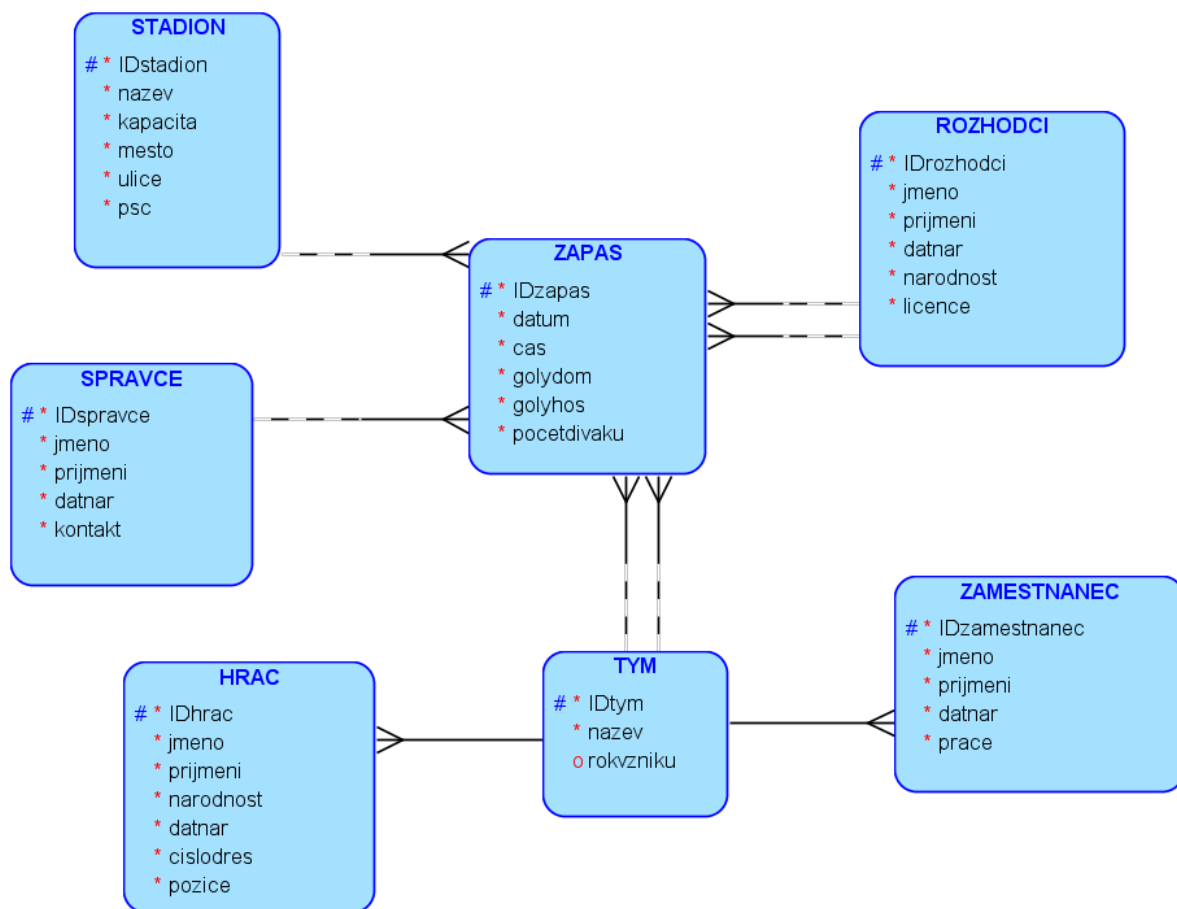 STADION
# * IDstadion
* nazev
* kapacita
* mesto
* ulice
* psc
ROZHODCI
# * IDrozhodci
* jmeno
* prijmeni
* datnar
* narodnost
* licence
ZAPAS
# * IDzapas
* datum
* cas
* golydom
* golyhos
* pocetdivaku
SPRAVCE
# * IDspravce
* jmeno
* prijmeni
* datnar
* kontakt
ZAMESTNANEC
# * IDzamestnanec
* jmeno
* prijmeni
* datnar
* prace
TYM
# * IDtym
* nazev
o rokvzniku
HRAC
# * IDhrac
* jmeno
* prijmeni
* narodnost
* datnar
* cislodres
* pozice